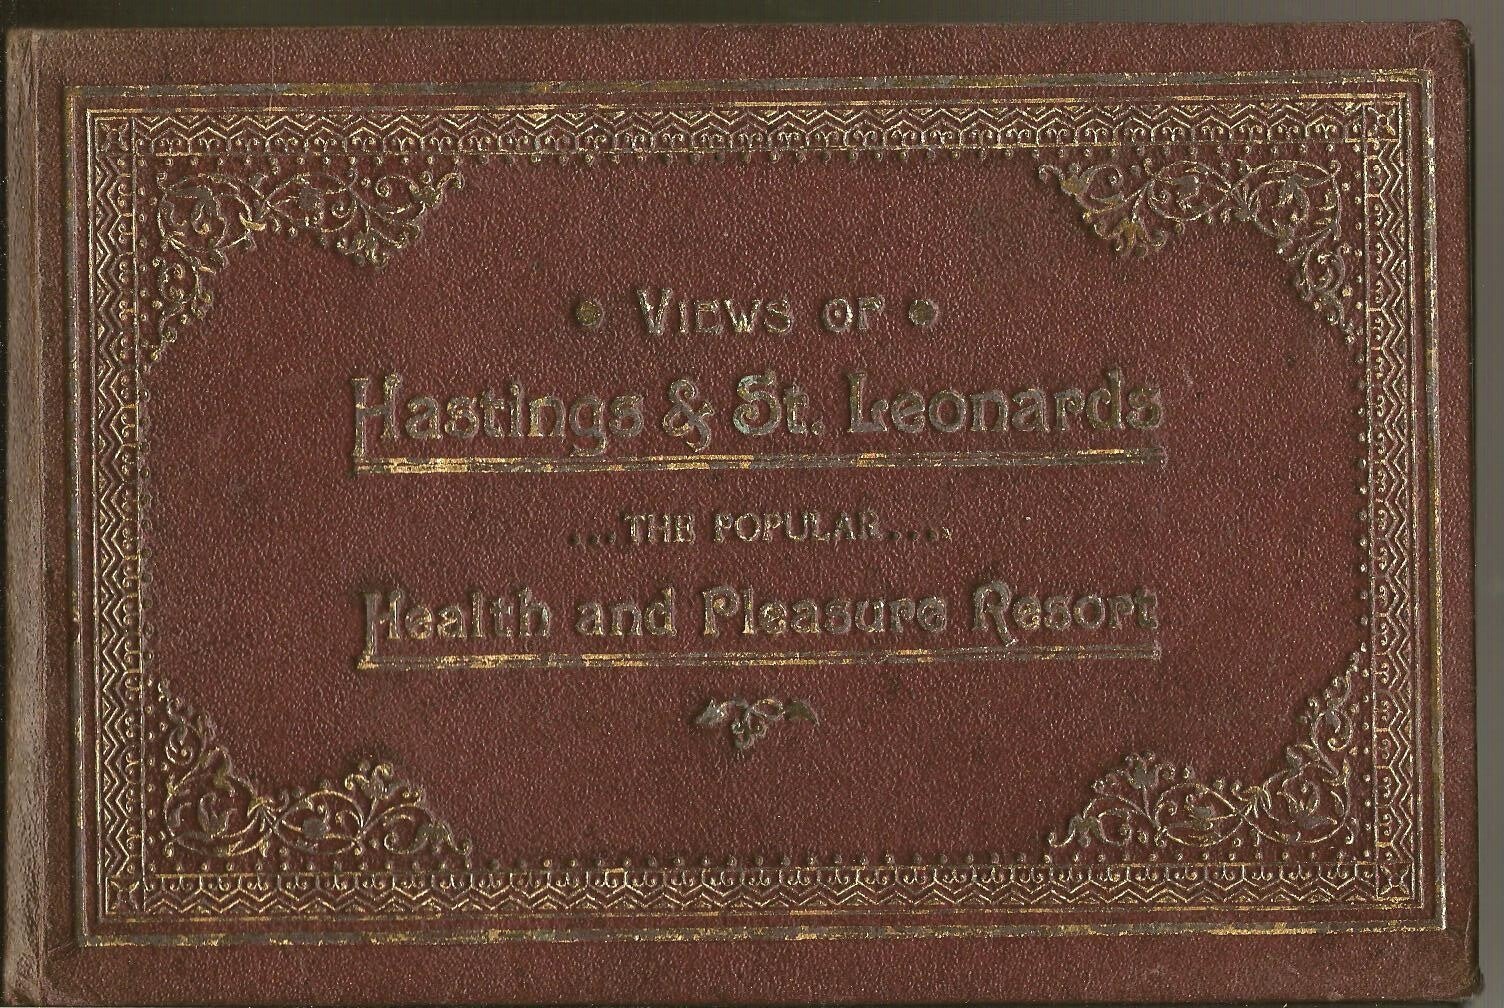 • VIEWS OF •
Hastings & St. Leonards
...THE POPULAR....
Health and Pleasure Resort